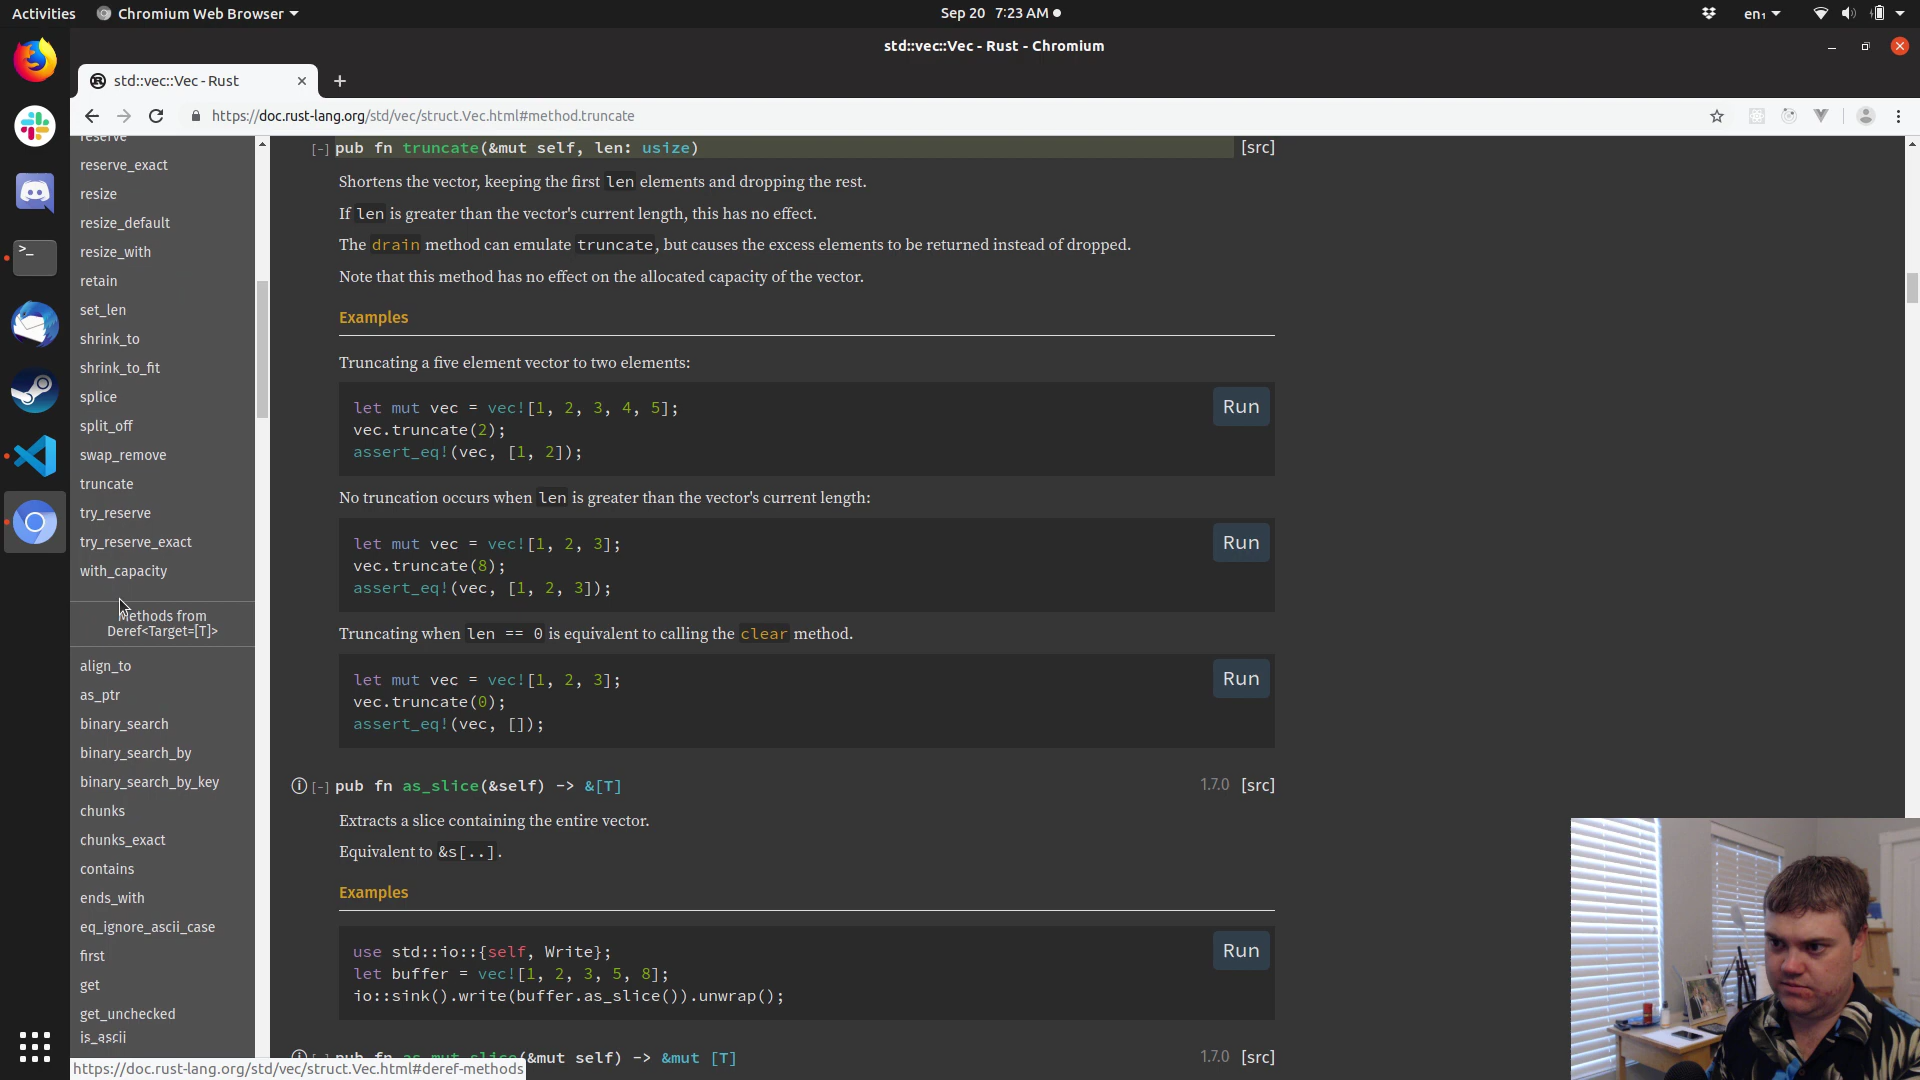 Activities
Chromium Web Browser
Sep 20 7:23 AM
en₁
std::vec::Vec - Rust - Chromium
std::vec::Vec - Rust
https://doc.rust-lang.org/std/vec/struct.Vec.html#method.truncate
reserve
reserve_exact
resize
resize_default
resize_with
retain
set_len
shrink_to
shrink_to_fit
splice
split_off
swap_remove
truncate
try_reserve
try_reserve_exact
with_capacity
Methods from
Deref<Target=[T]>
align_to
as_ptr
binary_search
binary_search_by
binary_search_by_key
chunks
chunks_exact
contains
ends_with
eq_ignore_ascii_case
first
get
get_unchecked
is_ascii
https://doc.rust-lang.org/std/vec/struct.Vec.html#deref-methods
[-] pub fn truncate(&mut self, len: usize) [src]
Shortens the vector, keeping the first len elements and dropping the rest.
If len is greater than the vector's current length, this has no effect.
The drain method can emulate truncate, but causes the excess elements to be returned instead of dropped.
Note that this method has no effect on the allocated capacity of the vector.
Examples
Truncating a five element vector to two elements:
let mut vec = vec![1, 2, 3, 4, 5];
vec.truncate(2);
assert_eq!(vec, [1, 2]);
Run
No truncation occurs when len is greater than the vector's current length:
let mut vec = vec![1, 2, 3];
vec.truncate(8);
assert_eq!(vec, [1, 2, 3]);
Run
Truncating when len == 0 is equivalent to calling the clear method.
let mut vec = vec![1, 2, 3];
vec.truncate(0);
assert_eq!(vec, []);
Run
ⓘ [-] pub fn as_slice(&self) -> &[T] 1.7.0 [src]
Extracts a slice containing the entire vector.
Equivalent to &s[..].
Examples
use std::io::{self, Write};
let buffer = vec![1, 2, 3, 5, 8];
io::sink().write(buffer.as_slice()).unwrap();
Run
ⓘ [-] pub fn as_mut_slice(&mut self) -> &mut [T] 1.7.0 [src]